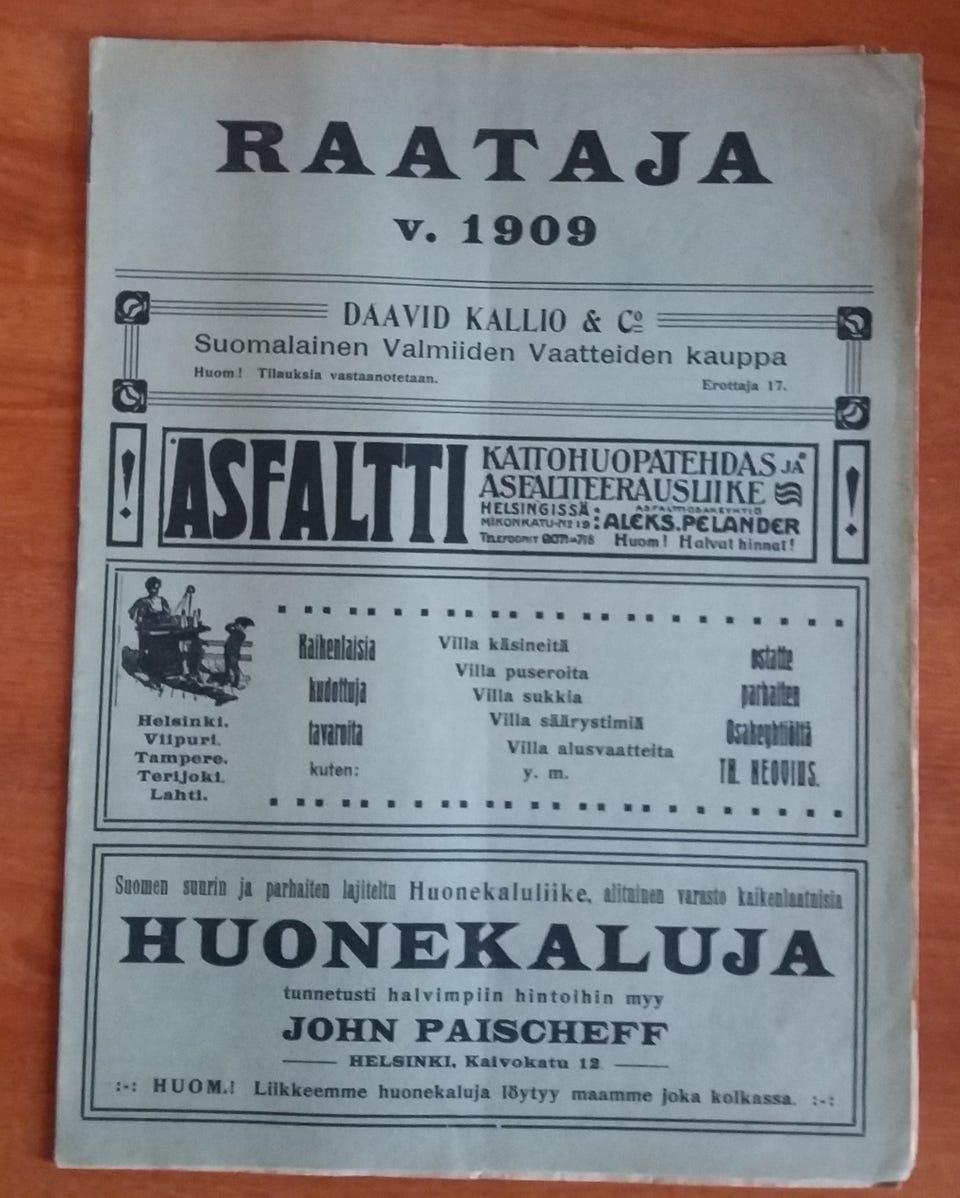 RAATAJA
v. 1909
DAAVID KALLIO & Cº
Suomalainen Valmiiden Vaatteiden kauppa
Huom! Tilauksia vastaanotetaan.
Erottaja 17.
! ASFALTTI !
KATTOHUOPATEHDAS JA
ASFALTTEERAUSLIIKE
HELSINGISSÄ: ASFALTTIOSAKEYHTIÖ
MIKONKATU-Nº 19: ALEKS. PELANDER
TELEFOONIT Huom! Halvat hinnat!
Helsinki.
Viipuri.
Tampere.
Terijoki.
Lahti.
Kaikenlaisia
kudottuja
tavaroita
kuten:
Villa käsineitä
Villa puseroita
Villa sukkia
Villa säärystimiä
Villa alusvaatteita
y. m.
ostatte
parhaiten
Osakeyhtiöltä
TH. NEOVIUS.
Suomen suurin ja parhaiten lajiteltu Huonekaluliike, alituinen varasto kaikenlaatuisia
HUONEKALUJA
tunnetusti halvimpiin hintoihin myy
JOHN PAISCHEFF
HELSINKI, Kaivokatu 12
:-: HUOM.! Liikkeemme huonekaluja löytyy maamme joka kolkassa. :-: